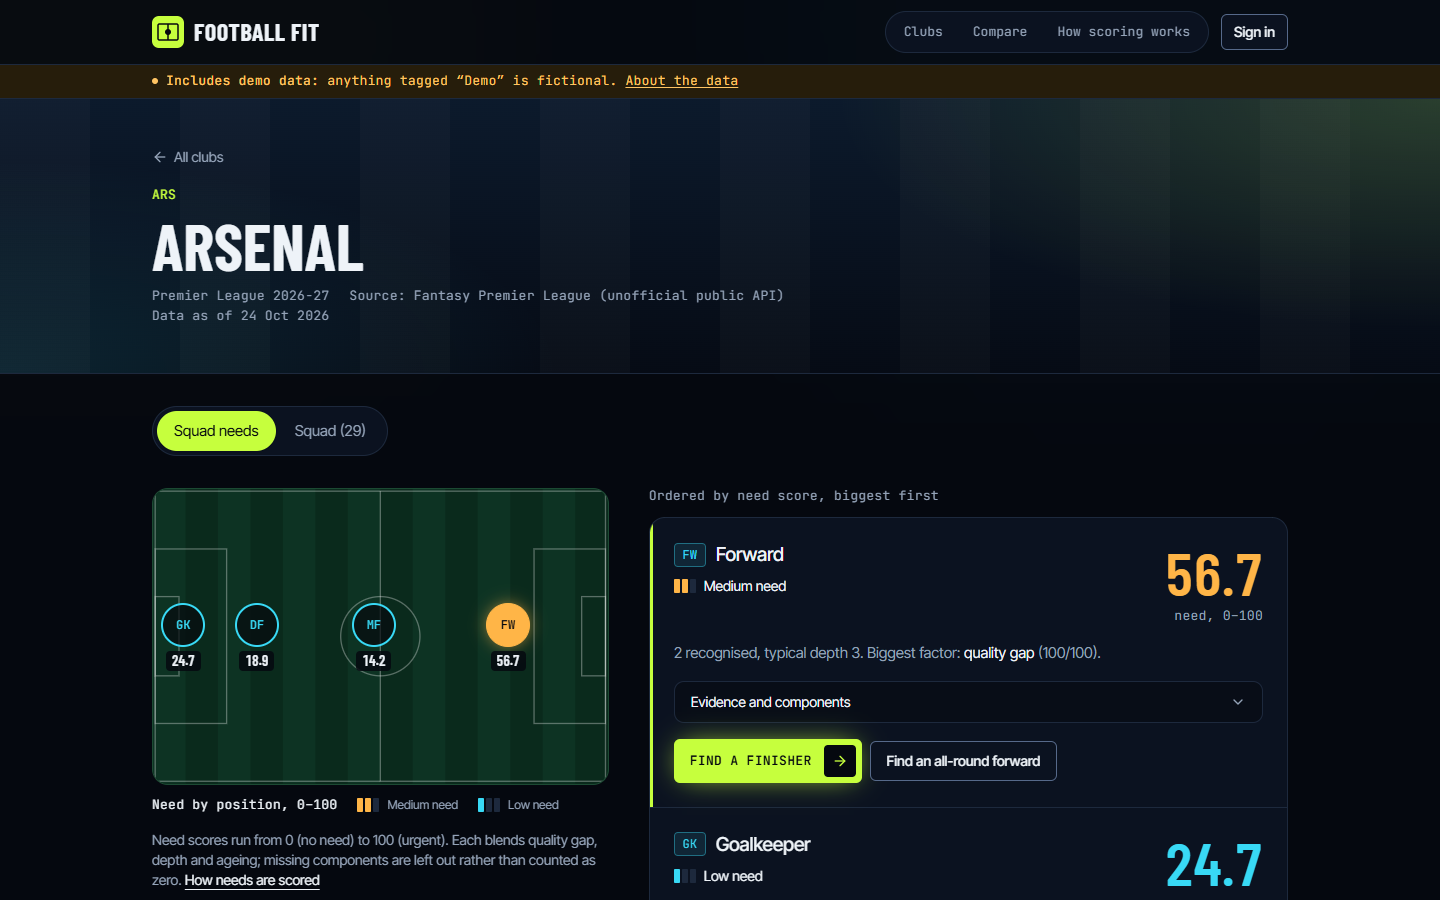 FOOTBALL FIT
Clubs
Compare
How scoring works
Sign in
Includes demo data: anything tagged “Demo” is fictional. About the data
All clubs
ARS
ARSENAL
Premier League 2026-27 Source: Fantasy Premier League (unofficial public API)
Data as of 24 Oct 2026
Squad needs
Squad (29)
GK
24.7
DF
18.9
MF
14.2
FW
56.7
Need by position, 0-100
Medium need
Low need
Need scores run from 0 (no need) to 100 (urgent). Each blends quality gap,
depth and ageing; missing components are left out rather than counted as
zero. How needs are scored
Ordered by need score, biggest first
FW Forward
Medium need
56.7
need, 0-100
2 recognised, typical depth 3. Biggest factor: quality gap (100/100).
Evidence and components
FIND A FINISHER
Find an all-round forward
GK Goalkeeper
Low need
24.7